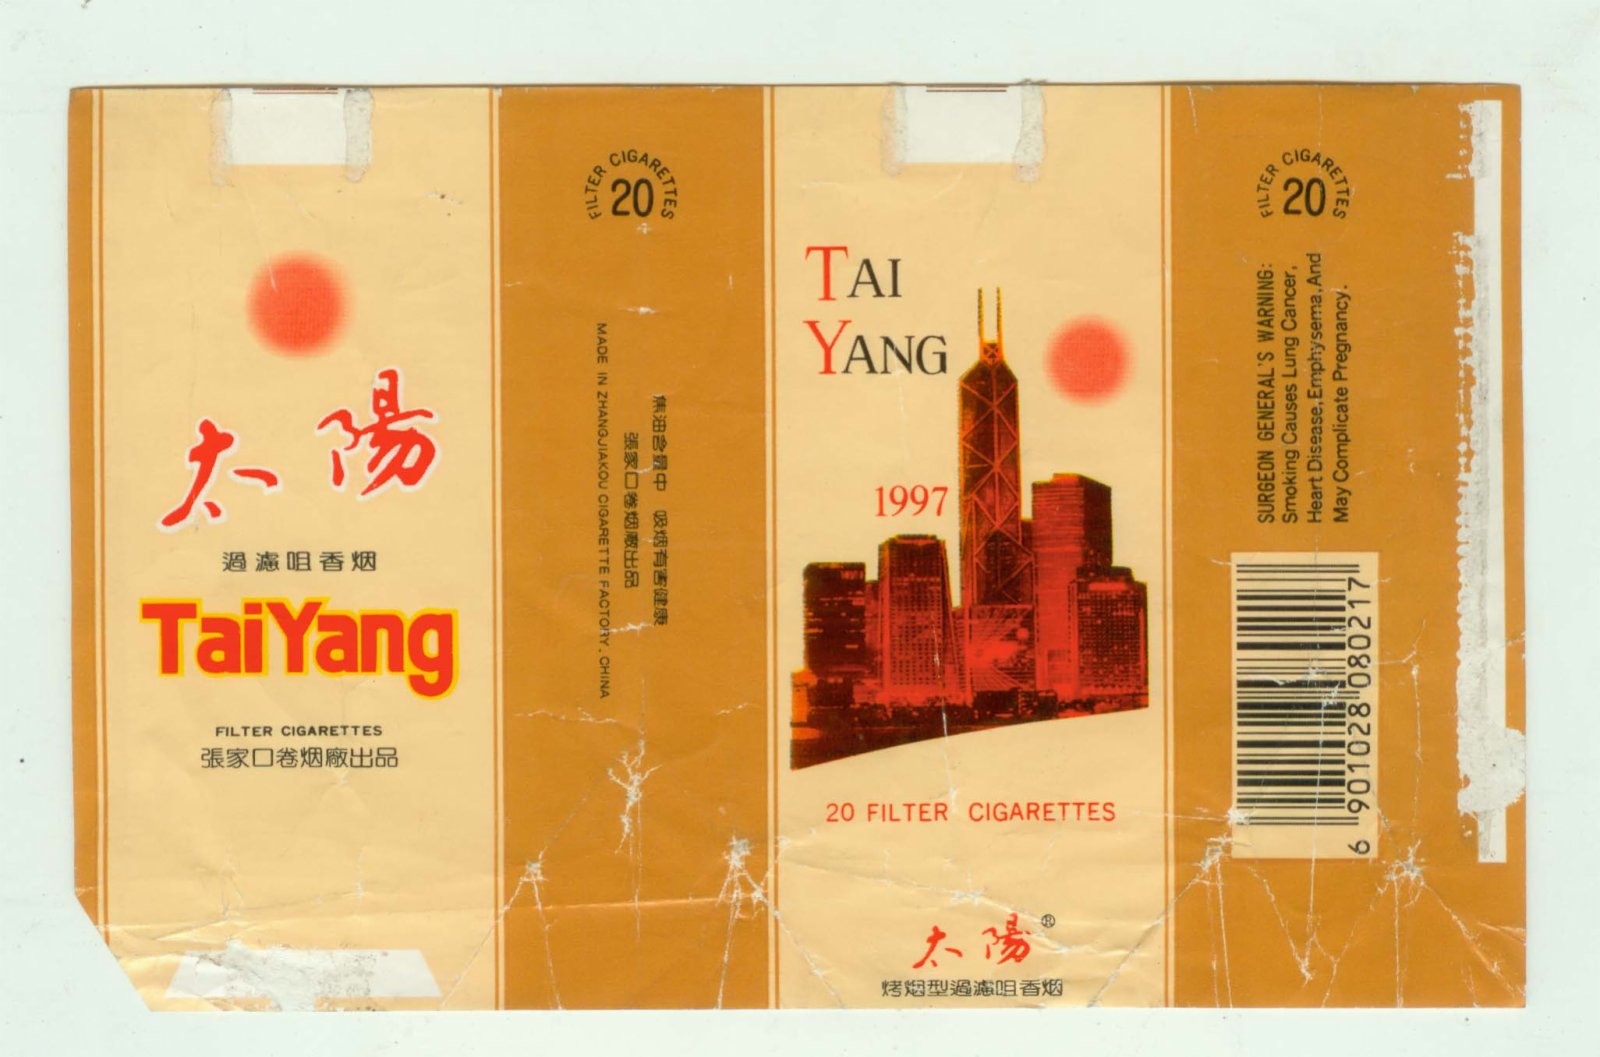 太陽
過濾咀香烟
TaiYang
FILTER CIGARETTES
張家口卷烟廠出品
FILTER CIGARETTES
20
焦油含量中 吸烟有害健康
張家口卷烟廠出品
MADE IN ZHANGJIAKOU CIGARETTE FACTORY. CHINA
TAI
YANG
1997
20 FILTER CIGARETTES
太陽®
烤烟型過濾咀香烟
FILTER CIGARETTES
20
SURGEON GENERAL'S WARNING:
Smoking Causes Lung Cancer,
Heart Disease, Emphysema, And
May Complicate Pregnancy.
6 901028 080217